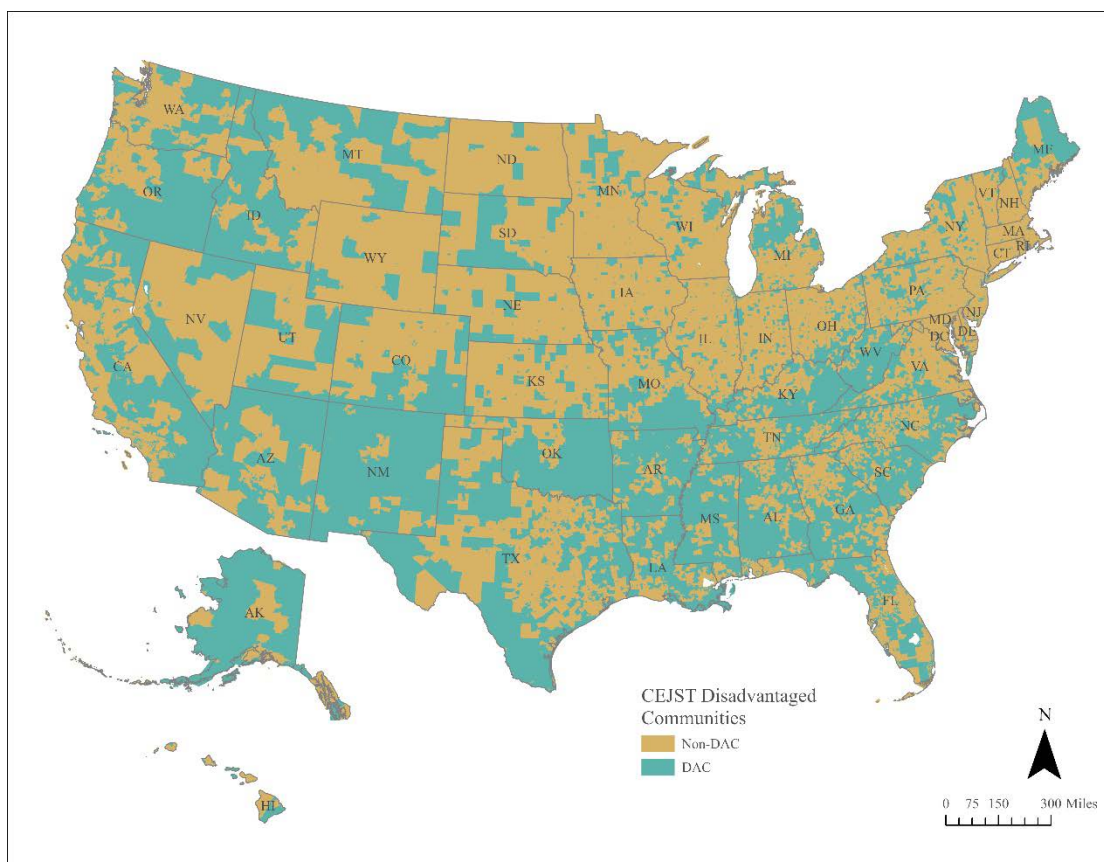 WA
MT
ND
MN
ME
OR
ID
SD
WI
VT
NH
NY
WY
MI
MA
CT
RI
NE
IA
PA
NV
UT
CO
IL
IN
OH
NJ
MD
DE
DC
CA
KS
MO
WV
VA
KY
AZ
NM
OK
AR
TN
NC
SC
MS
AL
GA
TX
LA
FL
AK
HI
CEJST Disadvantaged
Communities
Non-DAC
DAC
N
0 75 150 300 Miles